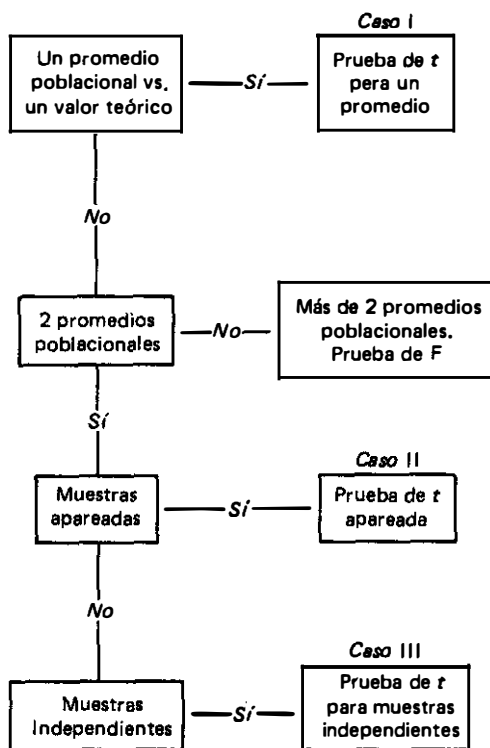 Caso I
Un promedio
poblacional vs.
un valor teórico
Sí
Prueba de t
pera un
promedio
No
2 promedios
poblacionales
No
Más de 2 promedios
poblacionales.
Prueba de F
Sí
Caso II
Muestras
apareadas
Sí
Prueba de t
apareada
No
Caso III
Muestras
Independientes
Sí
Prueba de t
para muestras
independientes